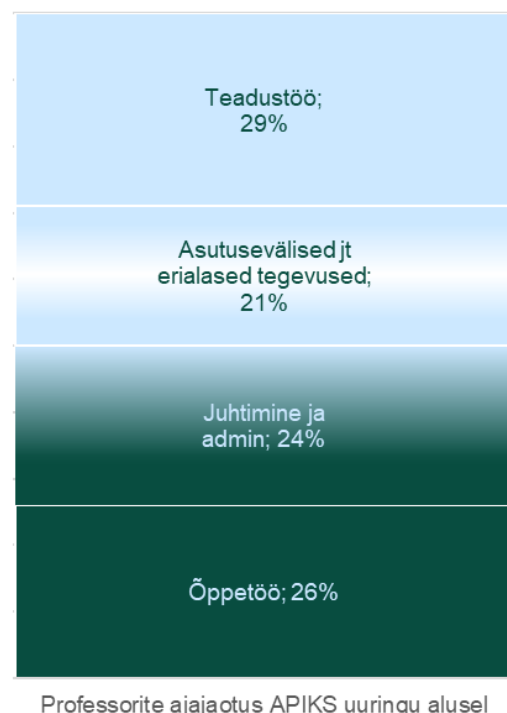 Teadustöö;
29%
Asutusevälised jt
erialased tegevused;
21%
Juhtimine ja
admin; 24%
Õppetöö; 26%
Professorite ajajaotus APIKS uuringu alusel